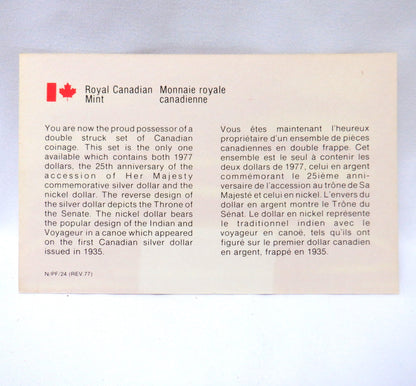 Royal Canadian
Mint
Monnaie royale
canadienne
You are now the proud possessor of a
double struck set of Canadian
coinage. This set is the only one
available which contains both 1977
dollars, the 25th anniversary of the
accession of Her Majesty
commemorative silver dollar and the
nickel dollar. The reverse design of
the silver dollar depicts the Throne of
the Senate. The nickel dollar bears
the popular design of the Indian and
Voyageur in a canoe which appeared
on the first Canadian silver dollar
issued in 1935.
Vous êtes maintenant l'heureux
propriétaire d'un ensemble de pièces
canadiennes en double frappe. Cet
ensemble est le seul à contenir les
deux dollars de 1977, celui en argent
commémorant le 25ième anni-
versaire de l'accession au trône de Sa
Majesté et celui en nickel. L'envers du
dollar en argent montre le Trône du
Sénat. Le dollar en nickel représente
le traditionnel indien avec le
voyageur en canoë, tels qu'ils ont
figuré sur le premier dollar canadien
en argent, frappé en 1935.
N/PF/24 (REV.77)